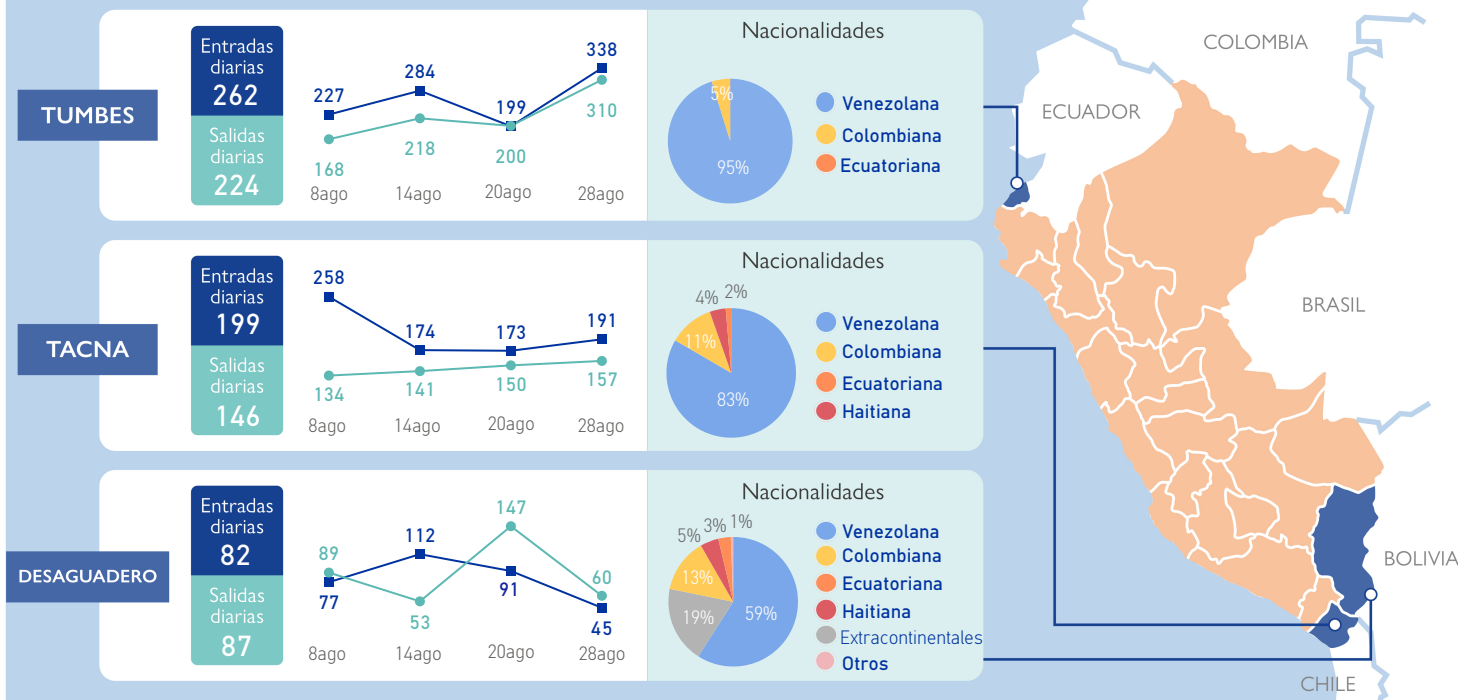 TUMBES
Entradas
diarias
262
Salidas
diarias
224
227
284
199
338
168
218
200
310
8ago
14ago
20ago
28ago
Nacionalidades
5%
95%
Venezolana
Colombiana
Ecuatoriana
TACNA
Entradas
diarias
199
Salidas
diarias
146
258
174
173
191
134
141
150
157
8ago
14ago
20ago
28ago
Nacionalidades
4%
2%
11%
83%
Venezolana
Colombiana
Ecuatoriana
Haitiana
DESAGUADERO
Entradas
diarias
82
Salidas
diarias
87
89
77
112
53
147
91
60
45
8ago
14ago
20ago
28ago
Nacionalidades
5%
3%
1%
13%
19%
59%
Venezolana
Colombiana
Ecuatoriana
Haitiana
Extracontinentales
Otros
COLOMBIA
ECUADOR
BRASIL
BOLIVIA
CHILE